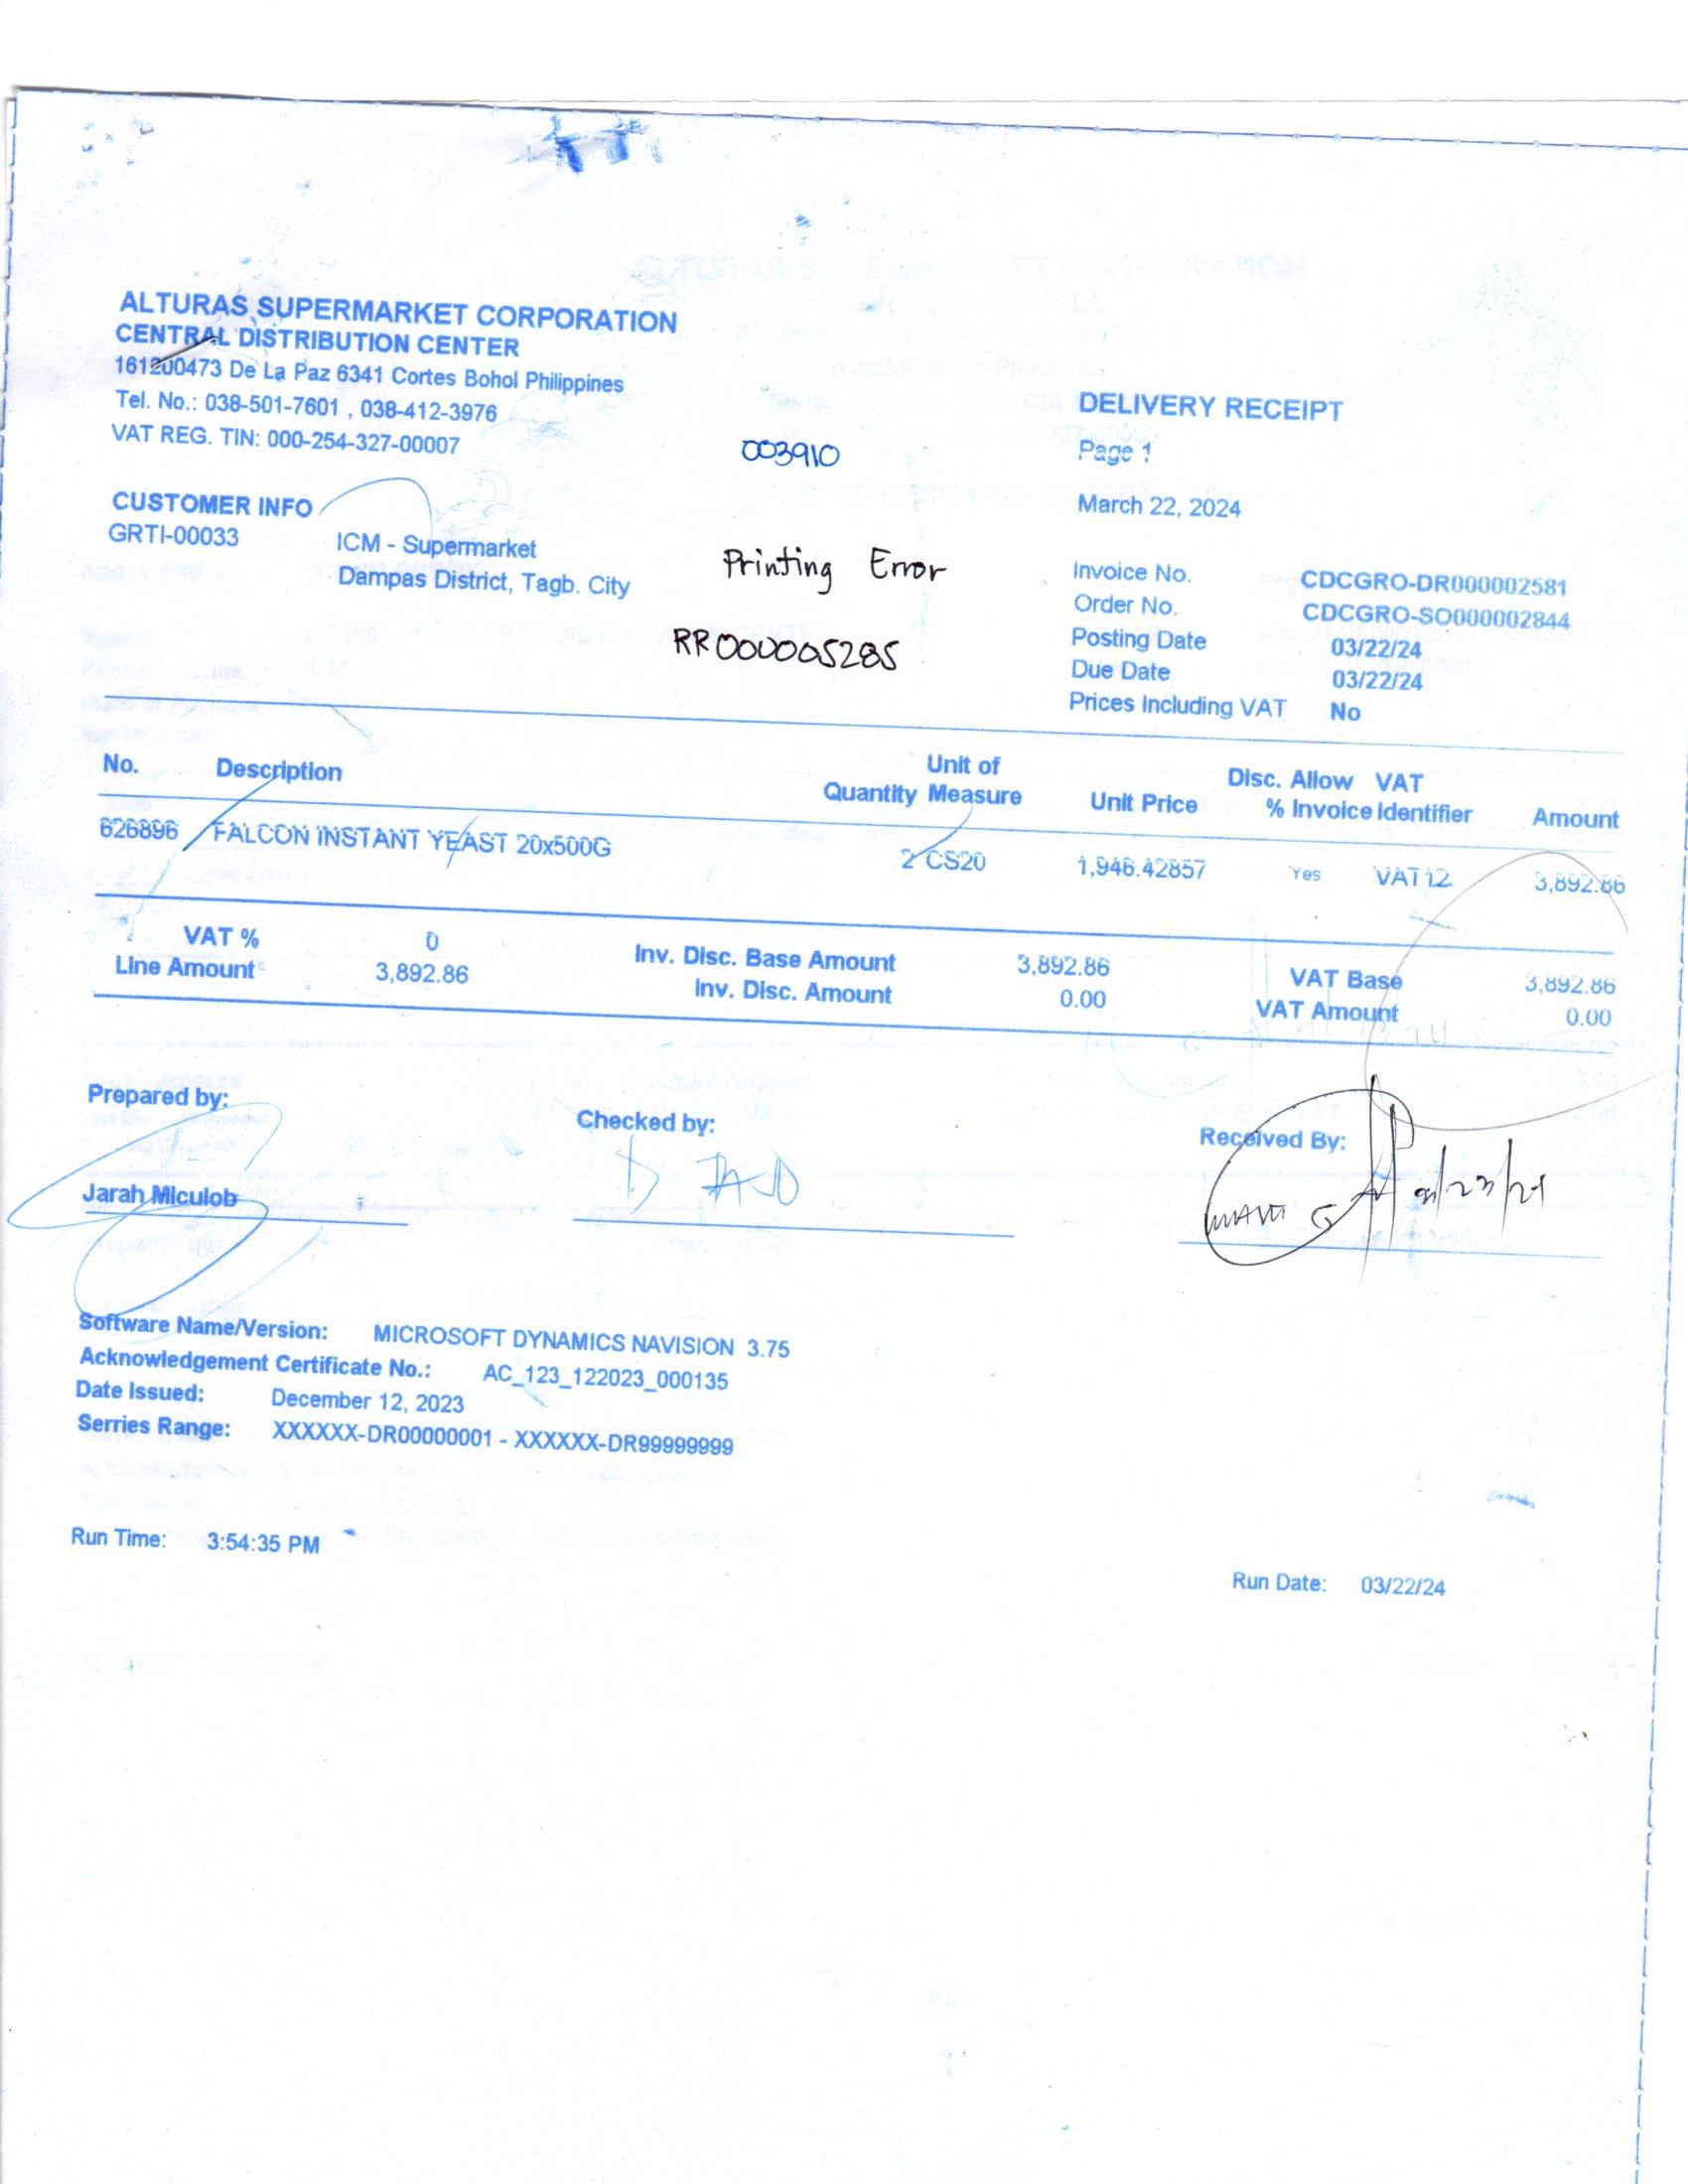 ALTURAS SUPERMARKET CORPORATION
CENTRAL DISTRIBUTION CENTER
161200473 De La Paz 6341 Cortes Bohol Philippines
Tel. No.: 038-501-7601 , 038-412-3976
VAT REG. TIN: 000-254-327-00007
003910
DELIVERY RECEIPT
Page 1
March 22, 2024
CUSTOMER INFO
GRTI-00033 ICM - Supermarket
Dampas District, Tagb. City
Printing Error
RR000005285
Invoice No. CDCGRO-DR000002581
Order No. CDCGRO-SO000002844
Posting Date 03/22/24
Due Date 03/22/24
Prices Including VAT No
No. Description Quantity Unit of Measure Unit Price Disc. % Allow Invoice VAT Identifier Amount
626896 FALCON INSTANT YEAST 20x500G 2 CS20 1,946.42857 Yes VAT12 3,892.86
VAT % 0 Inv. Disc. Base Amount 3,892.86 VAT Base 3,892.86
Line Amount 3,892.86 Inv. Disc. Amount 0.00 VAT Amount 0.00
Prepared by: Checked by: Received By:
Jarah Miculob
Software Name/Version: MICROSOFT DYNAMICS NAVISION 3.75
Acknowledgement Certificate No.: AC_123_122023_000135
Date Issued: December 12, 2023
Serries Range: XXXXXX-DR00000001 - XXXXXX-DR99999999
Run Time: 3:54:35 PM
Run Date: 03/22/24